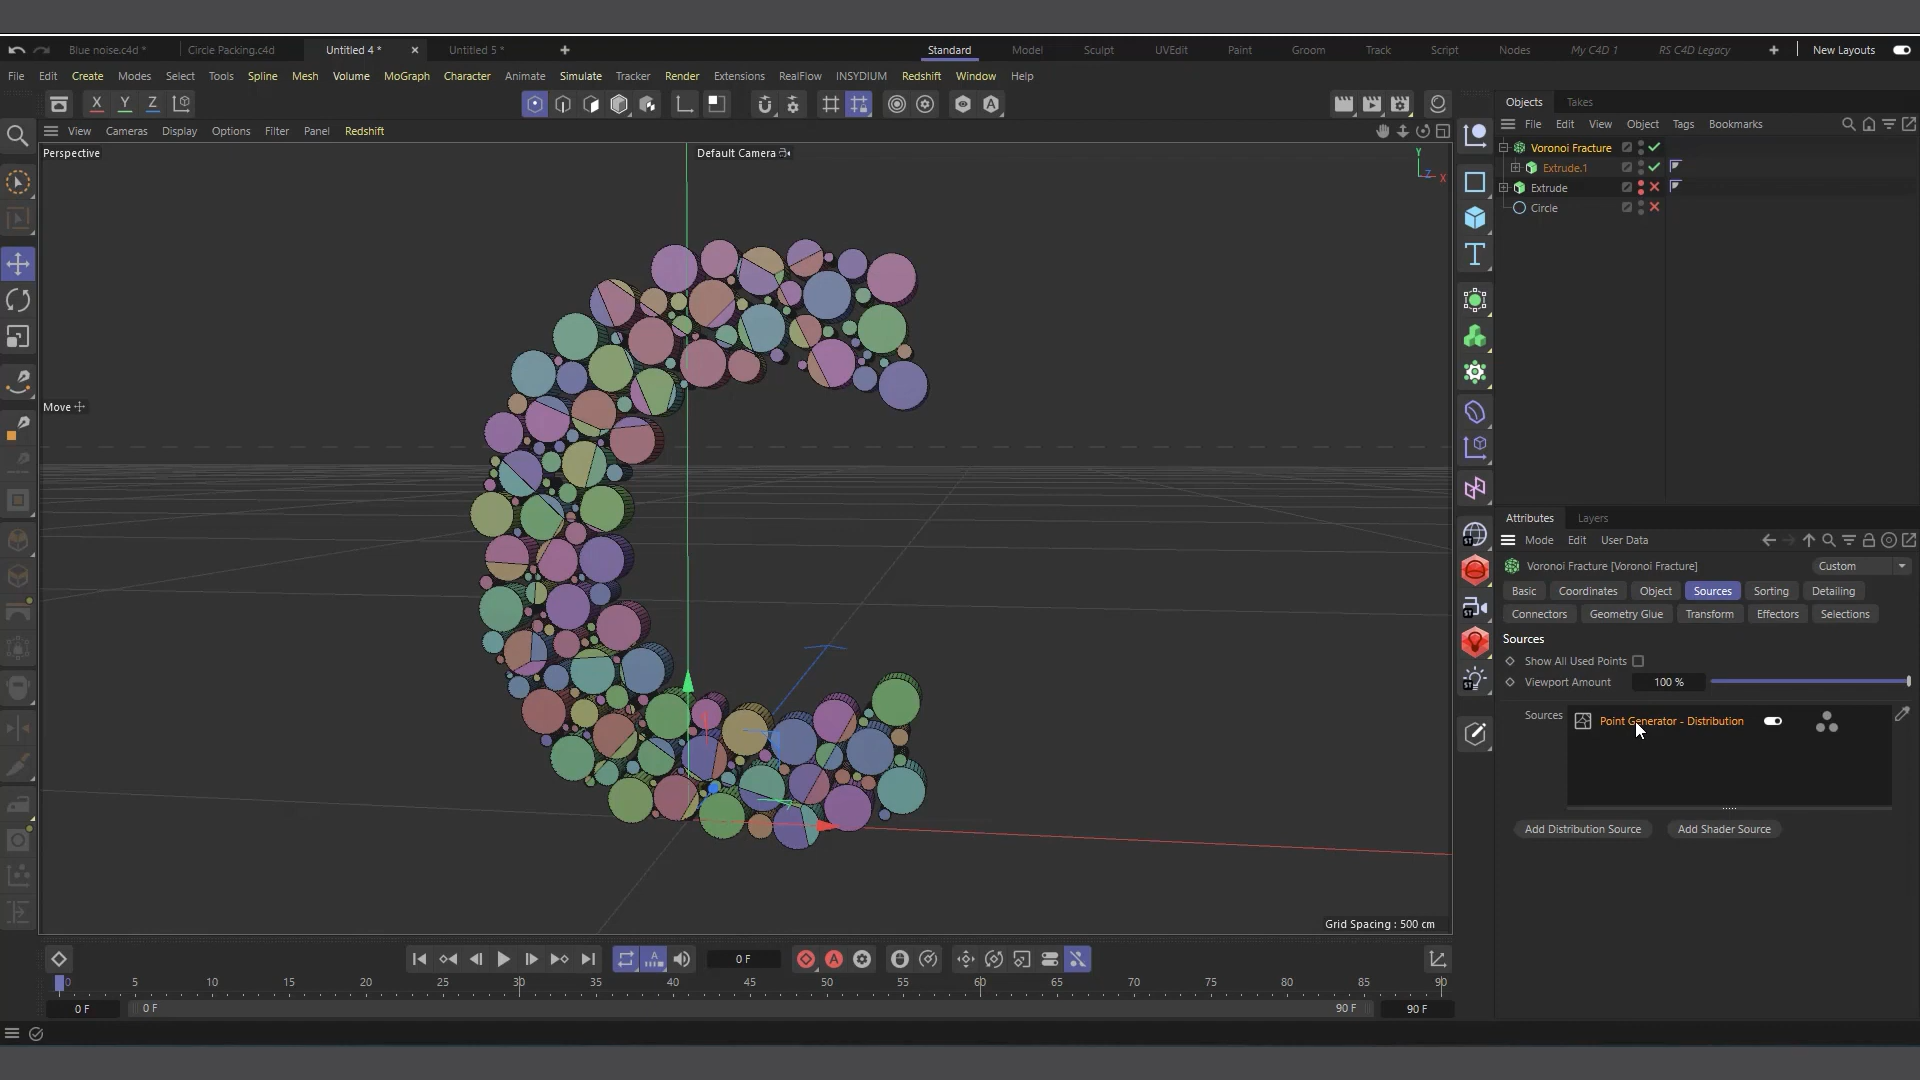 Blue noise.c4d *
Circle Packing.c4d
Untitled 4 *
Untitled 5 *
Standard
Model
Sculpt
UVEdit
Paint
Groom
Track
Script
Nodes
My C4D 1
RS C4D Legacy
New Layouts
File Edit Create Modes Select Tools Spline Mesh Volume MoGraph Character Animate Simulate Tracker Render Extensions RealFlow INSYDIUM Redshift Window Help
X Y Z
View Cameras Display Options Filter Panel Redshift
Perspective
Default Camera
Y
Z
X
Move
Grid Spacing : 500 cm
Objects Takes
File Edit View Object Tags Bookmarks
Voronoi Fracture
Extrude.1
Extrude
Circle
Attributes Layers
Mode Edit User Data
Voronoi Fracture [Voronoi Fracture]
Custom
Basic Coordinates Object Sources Sorting Detailing
Connectors Geometry Glue Transform Effectors Selections
Sources
Show All Used Points
Viewport Amount 100 %
Sources
Point Generator - Distribution
Add Distribution Source Add Shader Source
0 F
0 5 10 15 20 25 30 35 40 45 50 55 60 65 70 75 80 85 90
0 F 0 F 90 F 90 F